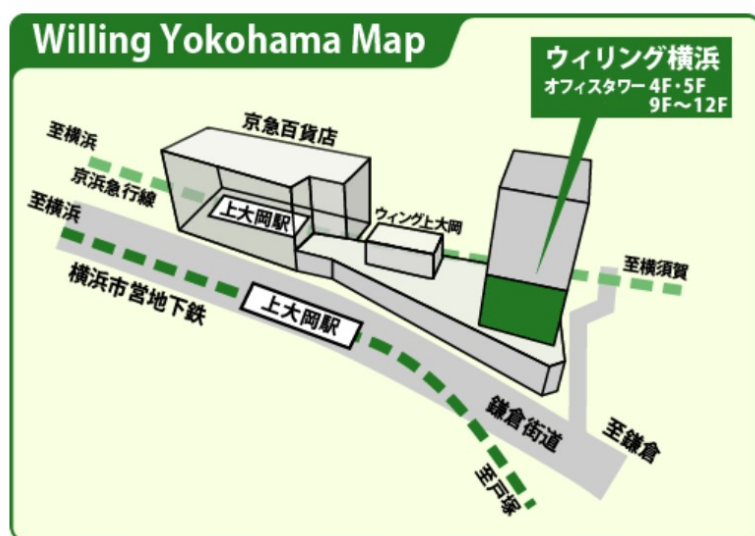 Willing Yokohama Map
ウィリング横浜
オフィスタワー 4F・5F
9F〜12F
京急百貨店
至横浜
京浜急行線
上大岡駅
ウィング上大岡
至横浜
至横須賀
横浜市営地下鉄
上大岡駅
鎌倉街道
至鎌倉
至戸塚